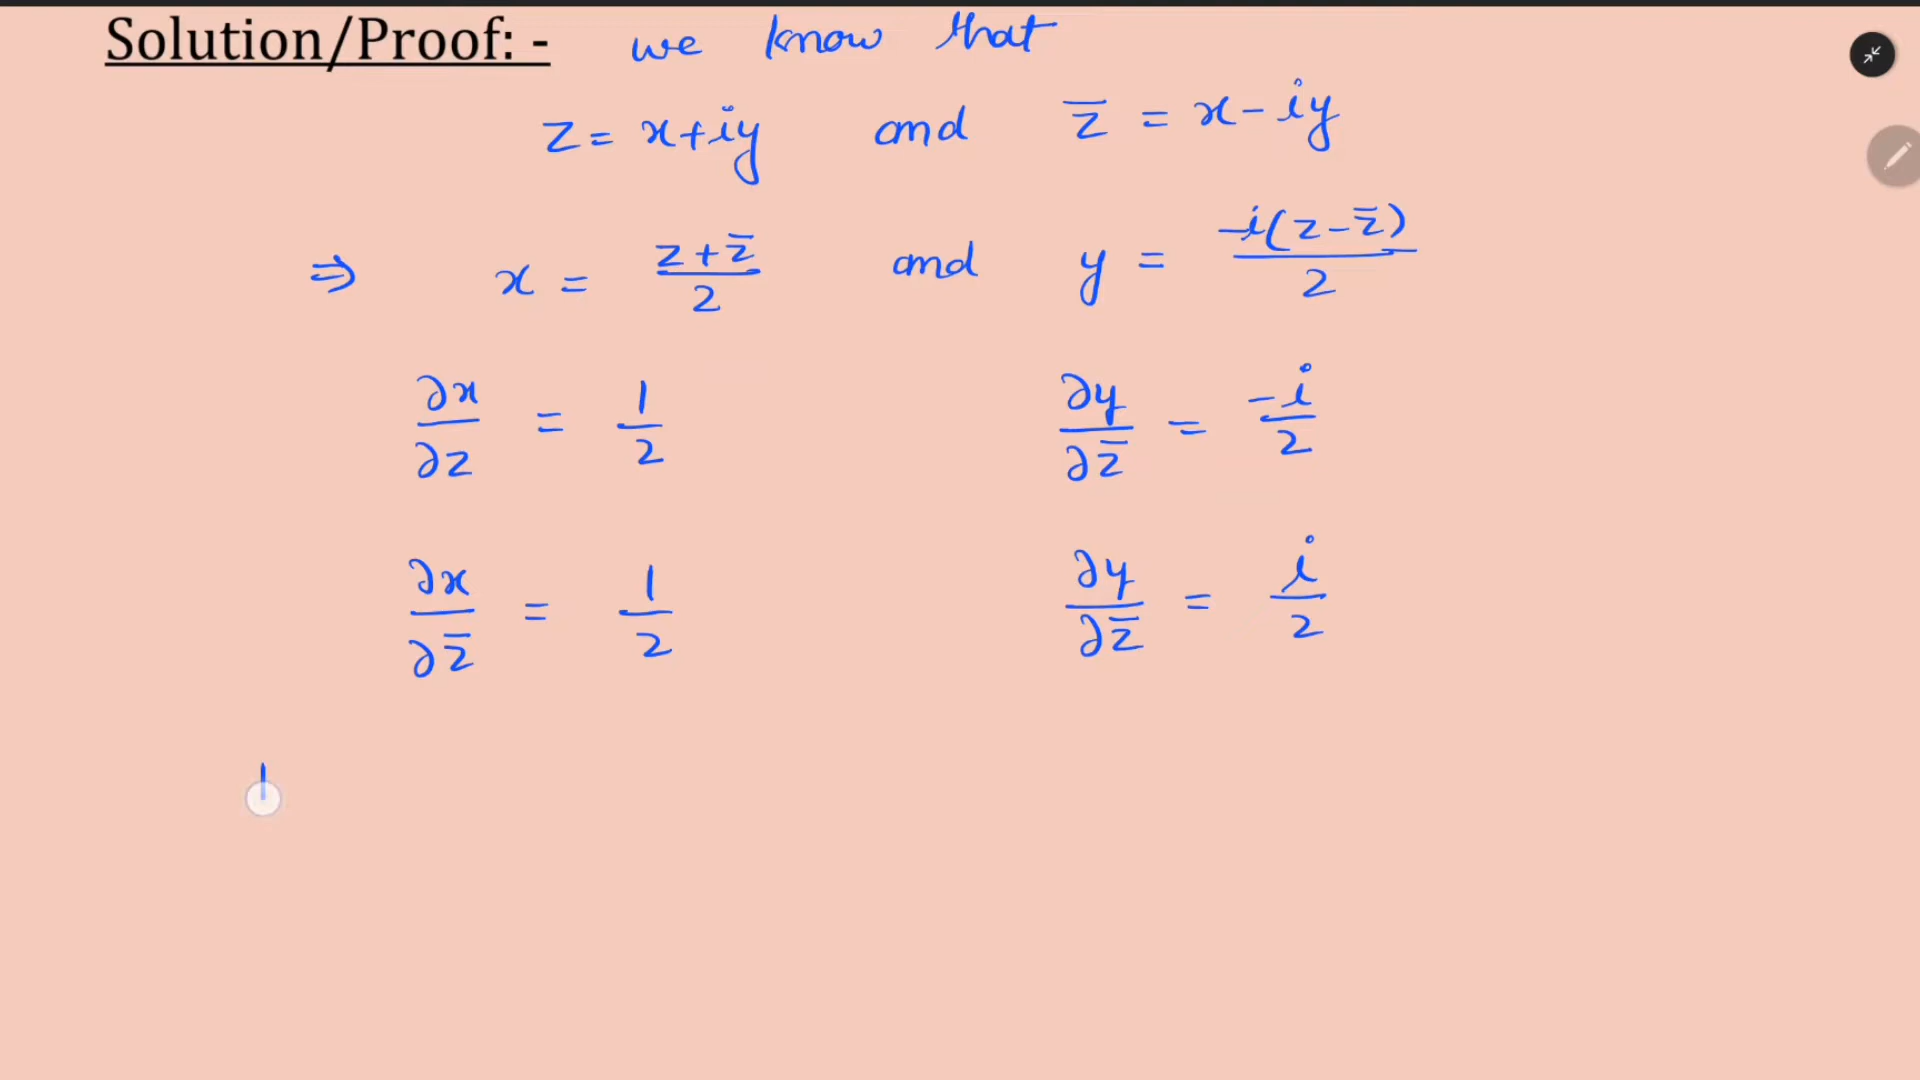 Solution/Proof: - we know that
z = x+iy and z̅ = x-iy
⇒ x = (z+z̅)/2 and y = -i(z-z̅)/2
∂x/∂z = 1/2 ∂y/∂z̅ = -i/2
∂x/∂z̅ = 1/2 ∂y/∂z̅ = i/2